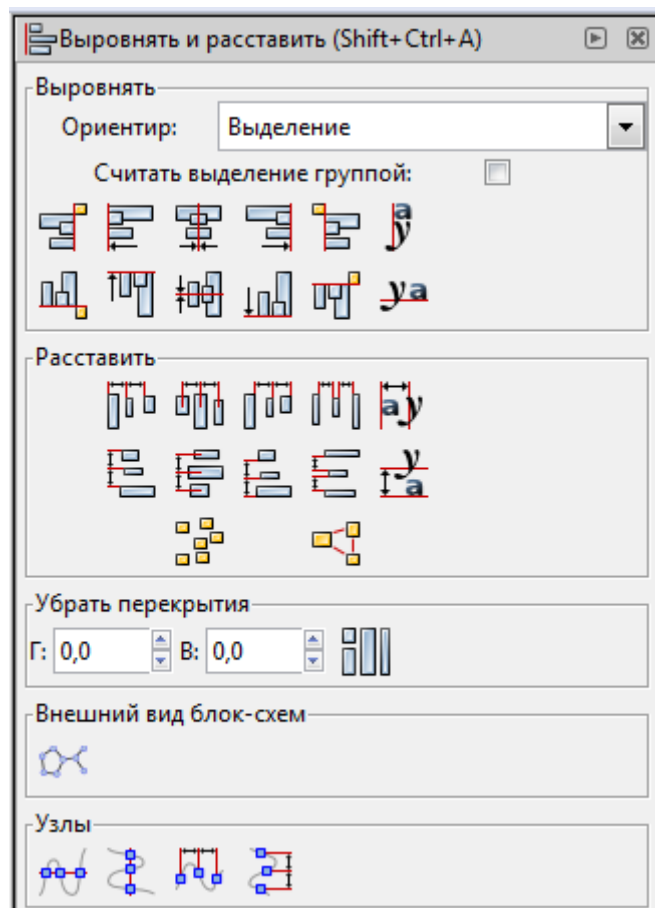 Выровнять и расставить (Shift+Ctrl+A)
Выровнять
Ориентир: Выделение
Считать выделение группой:
Расставить
Убрать перекрытия
Г: 0,0 В: 0,0
Внешний вид блок-схем
Узлы